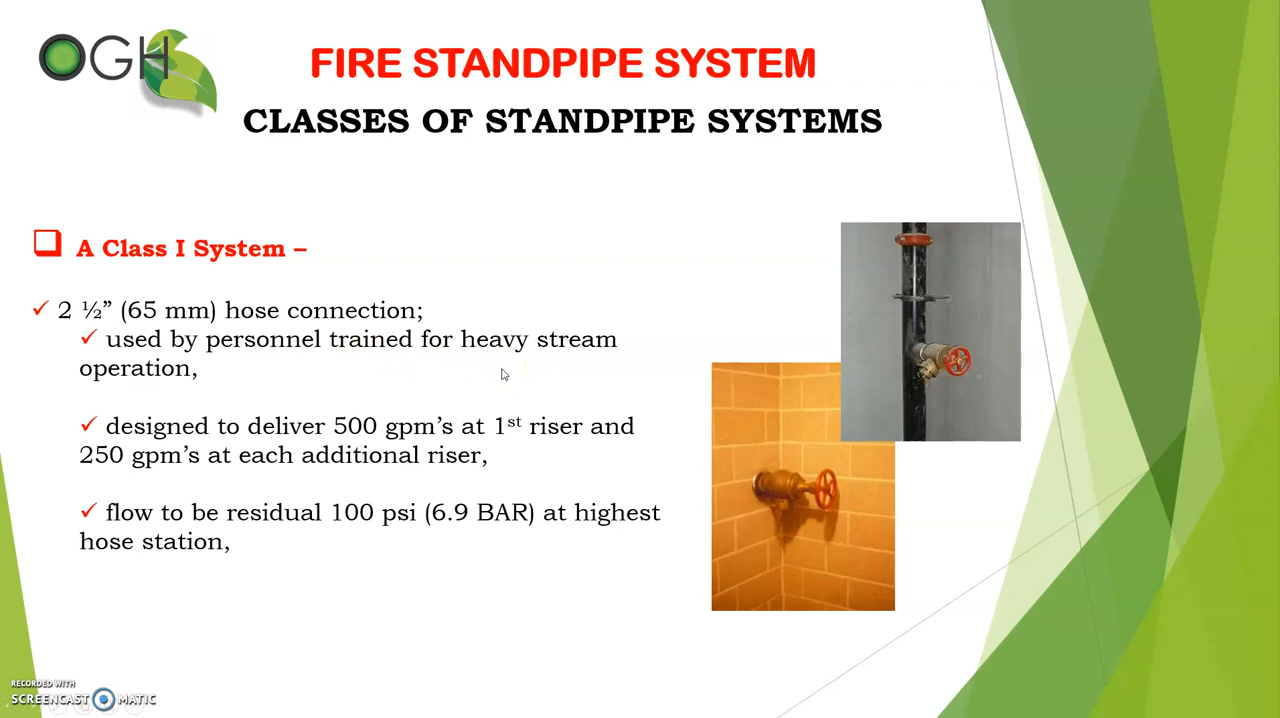 OGH
FIRE STANDPIPE SYSTEM
CLASSES OF STANDPIPE SYSTEMS
A Class I System –
2 ½” (65 mm) hose connection;
used by personnel trained for heavy stream
operation,
designed to deliver 500 gpm’s at 1st riser and
250 gpm’s at each additional riser,
flow to be residual 100 psi (6.9 BAR) at highest
hose station,
RECORDED WITH
SCREENCAST MATIC